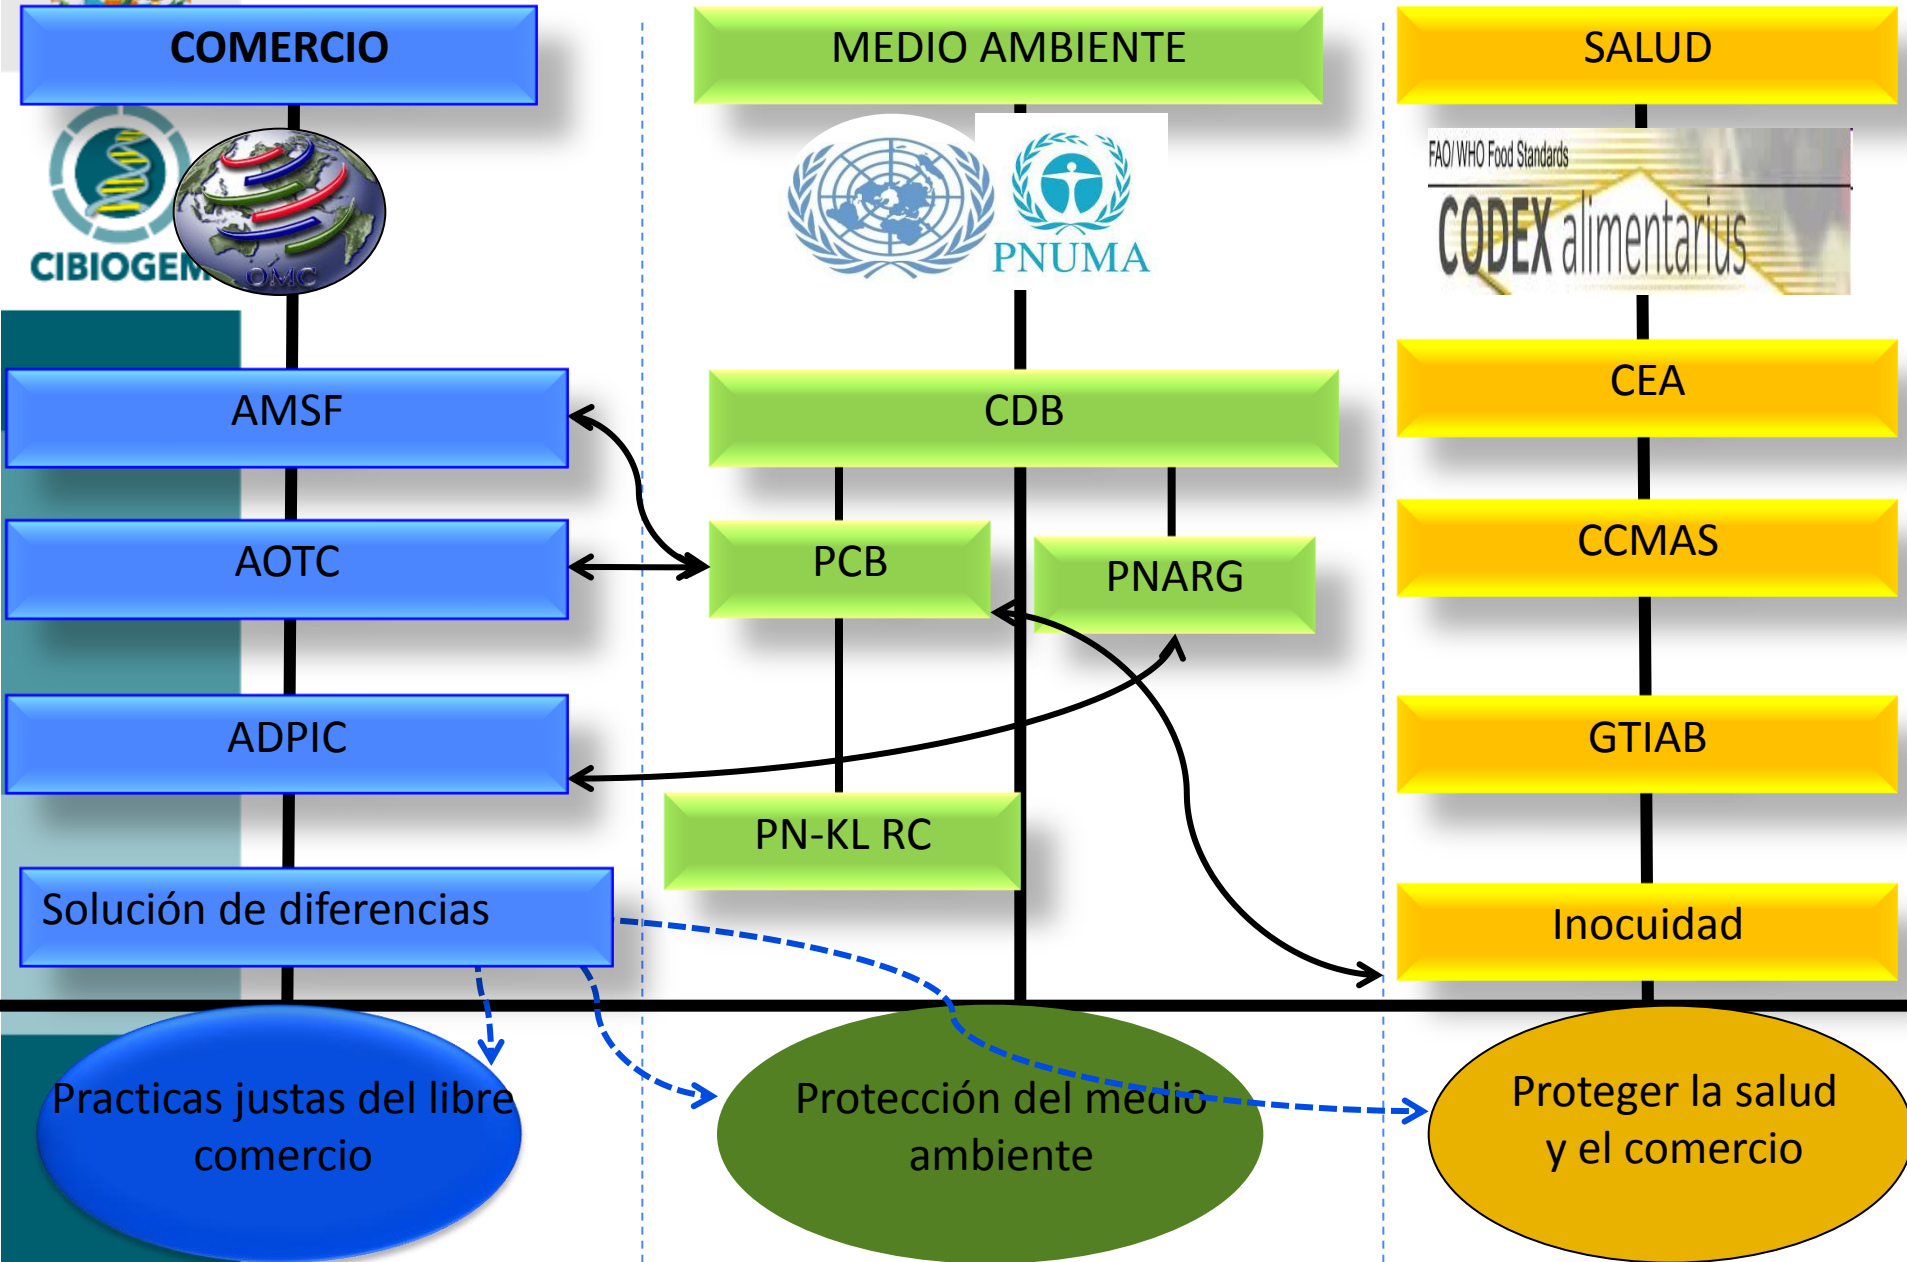 COMERCIO
MEDIO AMBIENTE
SALUD
CIBIOGEM
OMC
PNUMA
FAO/WHO Food Standards
CODEX alimentarius
AMSF
AOTC
ADPIC
Solución de diferencias
CDB
PCB
PNARG
PN-KL RC
CEA
CCMAS
GTIAB
Inocuidad
Practicas justas del libre
comercio
Protección del medio
ambiente
Proteger la salud
y el comercio